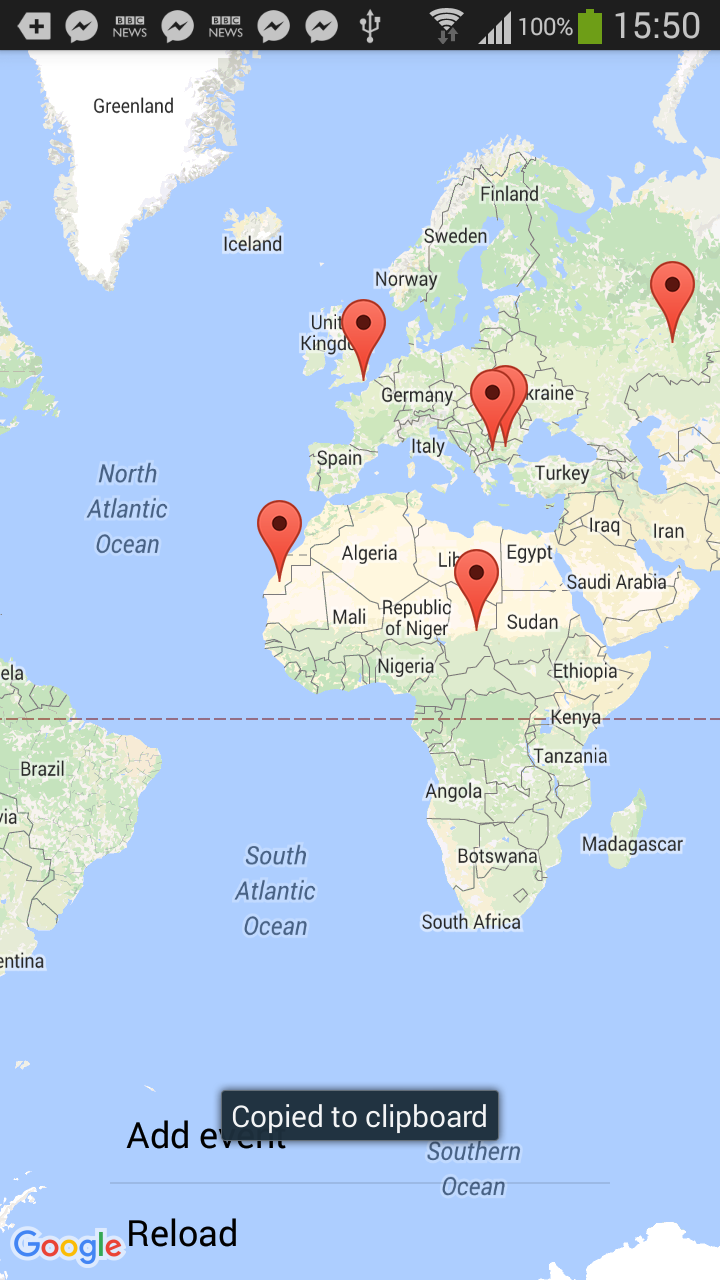 BBC NEWS BBC NEWS 100% 15:50
Greenland
Finland
Iceland
Sweden
Norway
Unit
Kingdo
Germany
kraine
Italy
Spain
Turkey
North
Atlantic
Ocean
Iraq
Iran
Algeria
Lib
Egypt
Saudi Arabia
Mali
Republic
of Niger
Sudan
ela
Nigeria
Ethiopia
Kenya
Brazil
Tanzania
Angola
via
Madagascar
South
Atlantic
Ocean
Botswana
South Africa
entina
Copied to clipboard
Add event
Southern
Ocean
Reload
Google